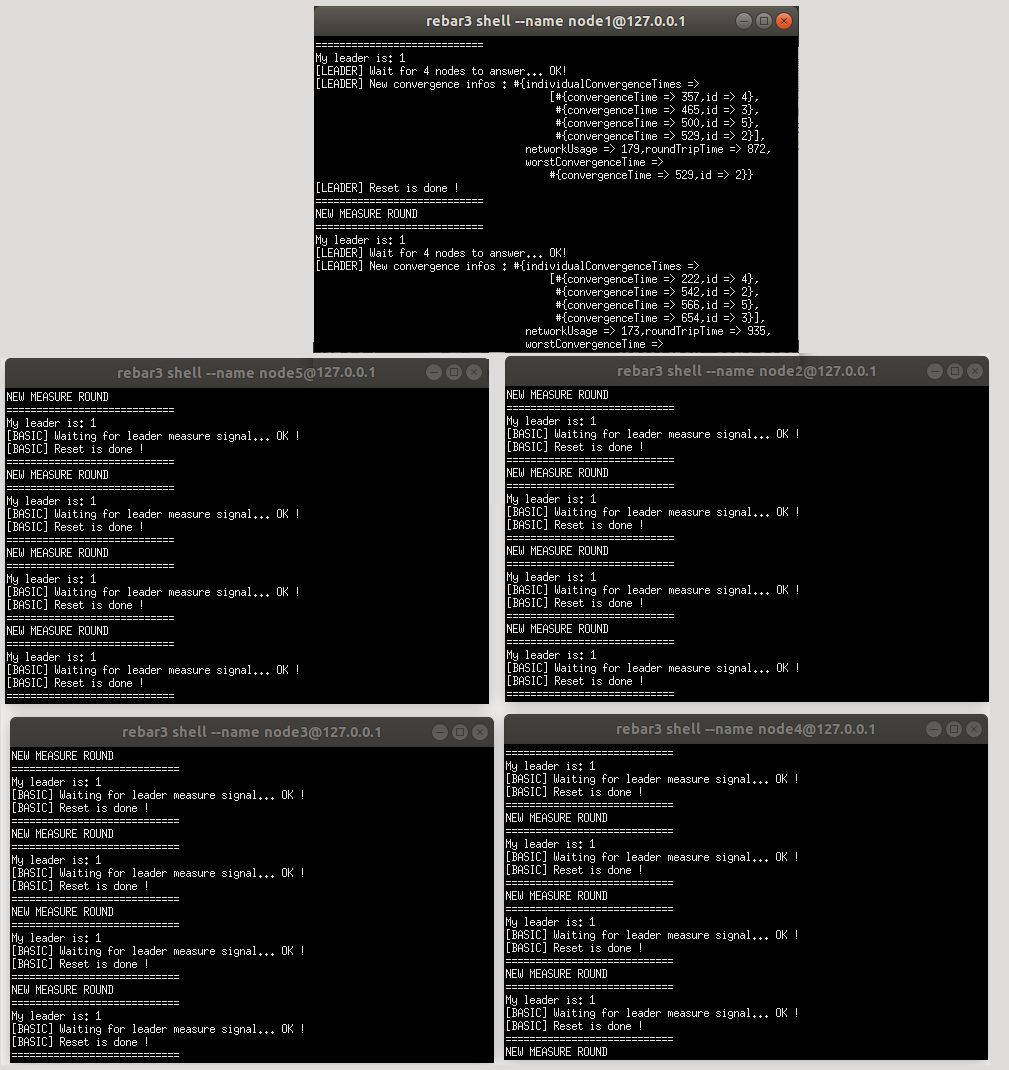 rebar3 shell --name node1@127.0.0.1
============================
My leader is: 1
[LEADER] Wait for 4 nodes to answer... OK!
[LEADER] New convergence infos : #{individualConvergenceTimes =>
[#{convergenceTime => 357,id => 4},
#{convergenceTime => 465,id => 3},
#{convergenceTime => 500,id => 5},
#{convergenceTime => 529,id => 2}],
networkUsage => 179,roundTripTime => 872,
worstConvergenceTime =>
#{convergenceTime => 529,id => 2}}
[LEADER] Reset is done !
============================
NEW MEASURE ROUND
============================
My leader is: 1
[LEADER] Wait for 4 nodes to answer... OK!
[LEADER] New convergence infos : #{individualConvergenceTimes =>
[#{convergenceTime => 222,id => 4},
#{convergenceTime => 542,id => 2},
#{convergenceTime => 566,id => 5},
#{convergenceTime => 654,id => 3}],
networkUsage => 173,roundTripTime => 935,
worstConvergenceTime =>
rebar3 shell --name node5@127.0.0.1
NEW MEASURE ROUND
============================
My leader is: 1
[BASIC] Waiting for leader measure signal... OK !
[BASIC] Reset is done !
============================
NEW MEASURE ROUND
============================
My leader is: 1
[BASIC] Waiting for leader measure signal... OK !
[BASIC] Reset is done !
============================
NEW MEASURE ROUND
============================
My leader is: 1
[BASIC] Waiting for leader measure signal... OK !
[BASIC] Reset is done !
============================
NEW MEASURE ROUND
============================
My leader is: 1
[BASIC] Waiting for leader measure signal... OK !
[BASIC] Reset is done !
============================
rebar3 shell --name node2@127.0.0.1
NEW MEASURE ROUND
============================
My leader is: 1
[BASIC] Waiting for leader measure signal... OK !
[BASIC] Reset is done !
============================
NEW MEASURE ROUND
============================
My leader is: 1
[BASIC] Waiting for leader measure signal... OK !
[BASIC] Reset is done !
============================
NEW MEASURE ROUND
============================
My leader is: 1
[BASIC] Waiting for leader measure signal... OK !
[BASIC] Reset is done !
============================
NEW MEASURE ROUND
============================
My leader is: 1
[BASIC] Waiting for leader measure signal... OK !
[BASIC] Reset is done !
============================
rebar3 shell --name node3@127.0.0.1
NEW MEASURE ROUND
============================
My leader is: 1
[BASIC] Waiting for leader measure signal... OK !
[BASIC] Reset is done !
============================
NEW MEASURE ROUND
============================
My leader is: 1
[BASIC] Waiting for leader measure signal... OK !
[BASIC] Reset is done !
============================
NEW MEASURE ROUND
============================
My leader is: 1
[BASIC] Waiting for leader measure signal... OK !
[BASIC] Reset is done !
============================
NEW MEASURE ROUND
============================
My leader is: 1
[BASIC] Waiting for leader measure signal... OK !
[BASIC] Reset is done !
============================
rebar3 shell --name node4@127.0.0.1
============================
My leader is: 1
[BASIC] Waiting for leader measure signal... OK !
[BASIC] Reset is done !
============================
NEW MEASURE ROUND
============================
My leader is: 1
[BASIC] Waiting for leader measure signal... OK !
[BASIC] Reset is done !
============================
NEW MEASURE ROUND
============================
My leader is: 1
[BASIC] Waiting for leader measure signal... OK !
[BASIC] Reset is done !
============================
NEW MEASURE ROUND
============================
My leader is: 1
[BASIC] Waiting for leader measure signal... OK !
[BASIC] Reset is done !
============================
NEW MEASURE ROUND